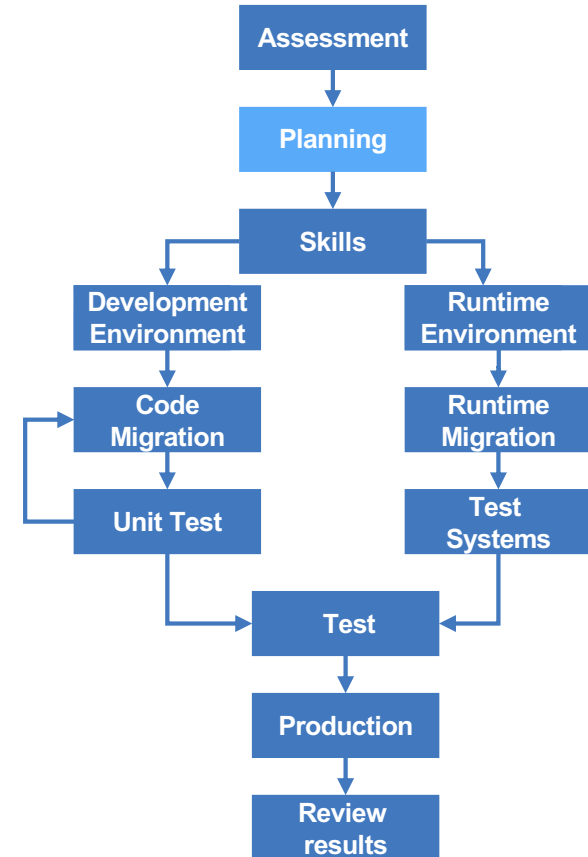 Assessment
Planning
Skills
Development
Environment
Runtime
Environment
Code
Migration
Runtime
Migration
Unit Test
Test
Systems
Test
Production
Review
results